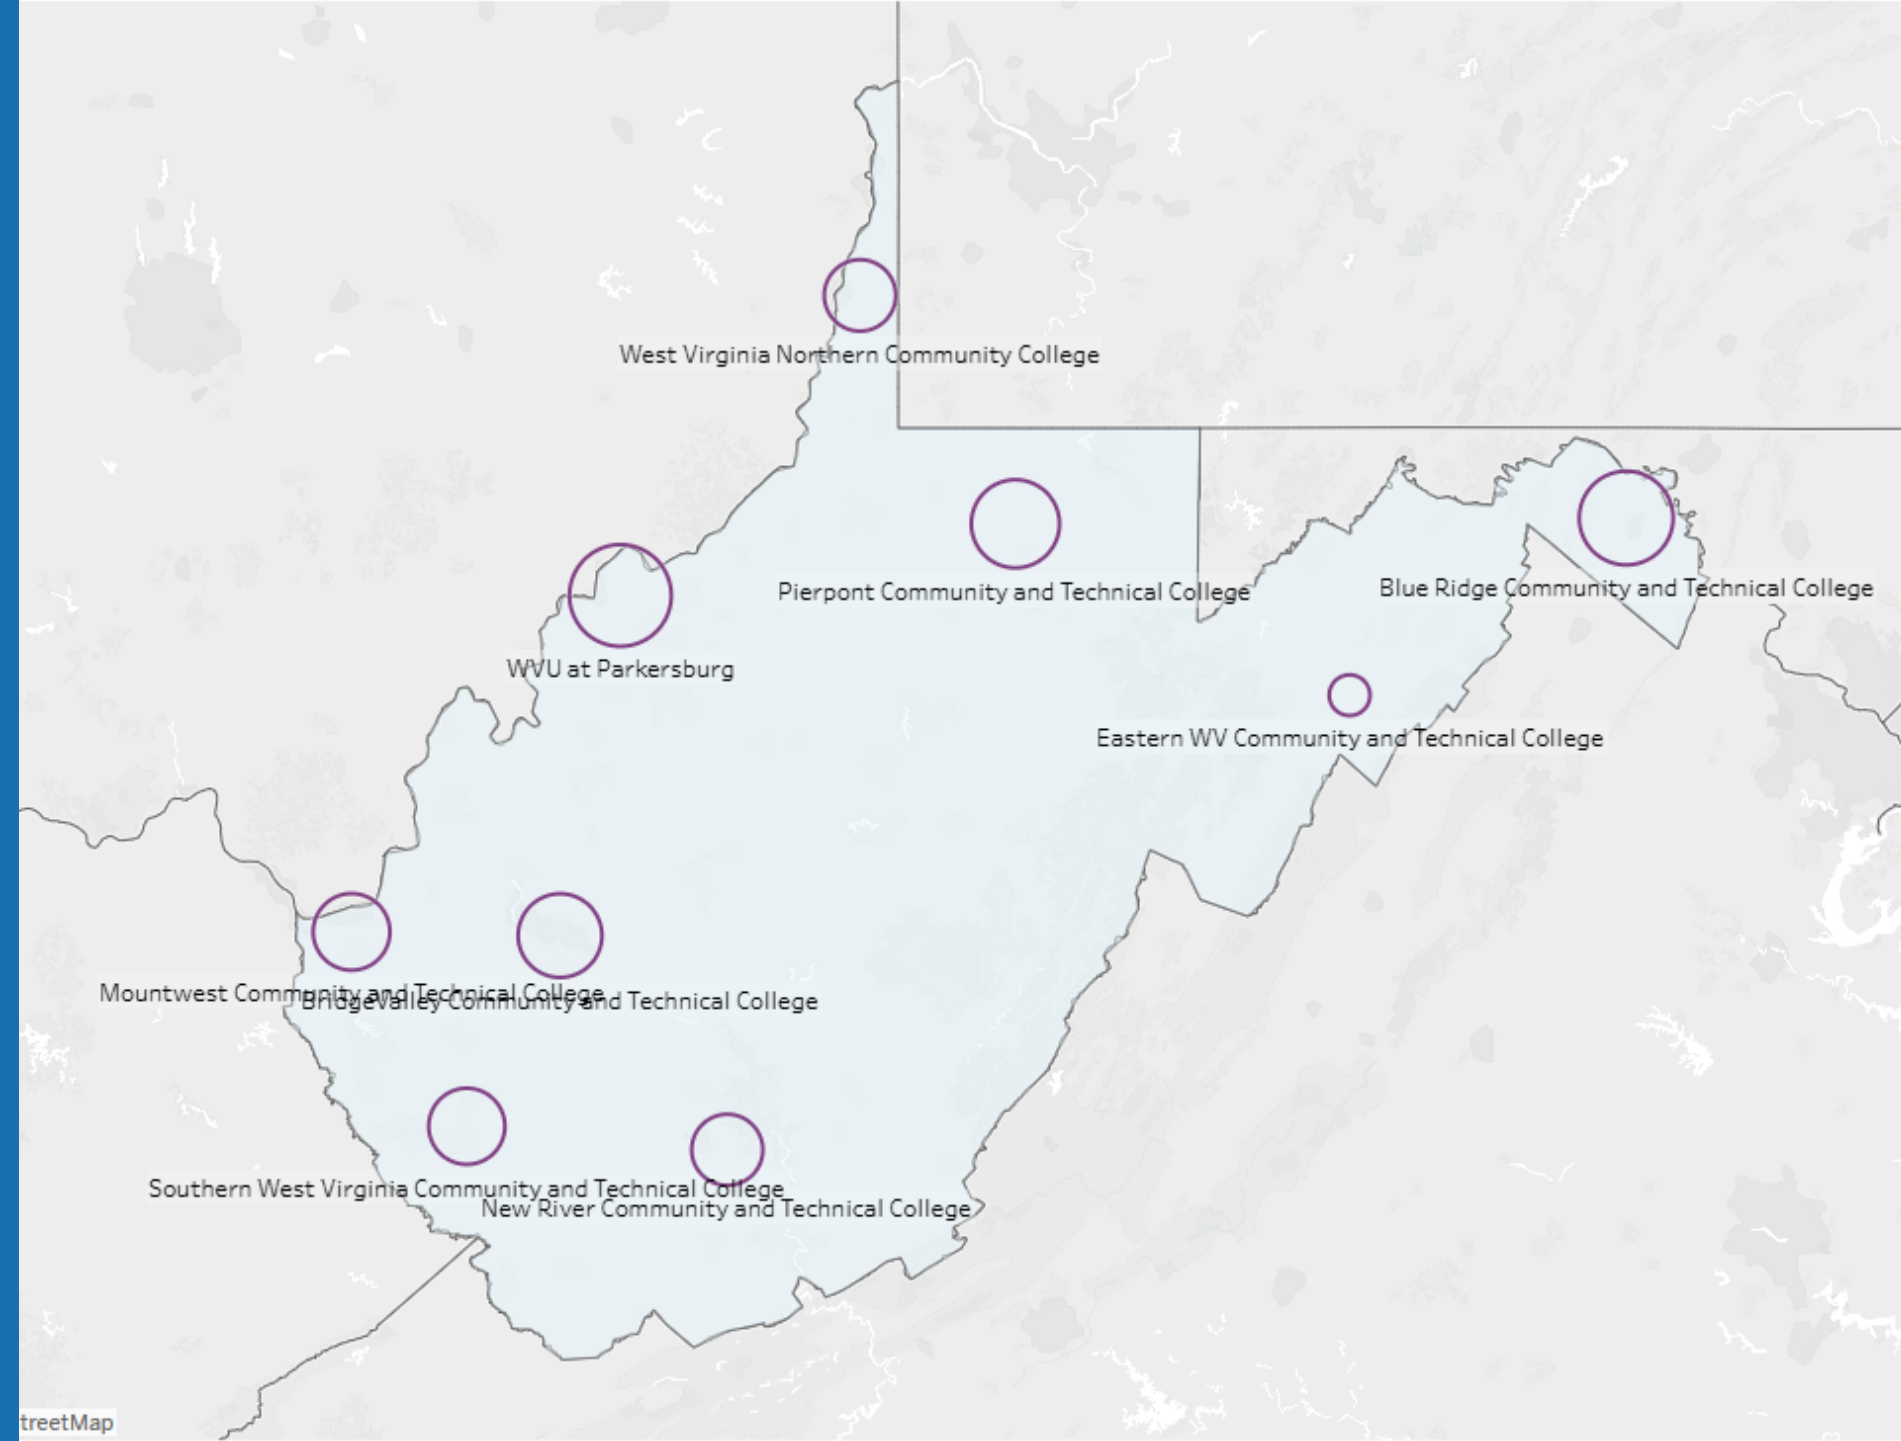 West Virginia Northern Community College
Pierpont Community and Technical College
Blue Ridge Community and Technical College
WVU at Parkersburg
Eastern WV Community and Technical College
Mountwest Community and Technical College
BridgeValley Community and Technical College
Southern West Virginia Community and Technical College
New River Community and Technical College
treetMap